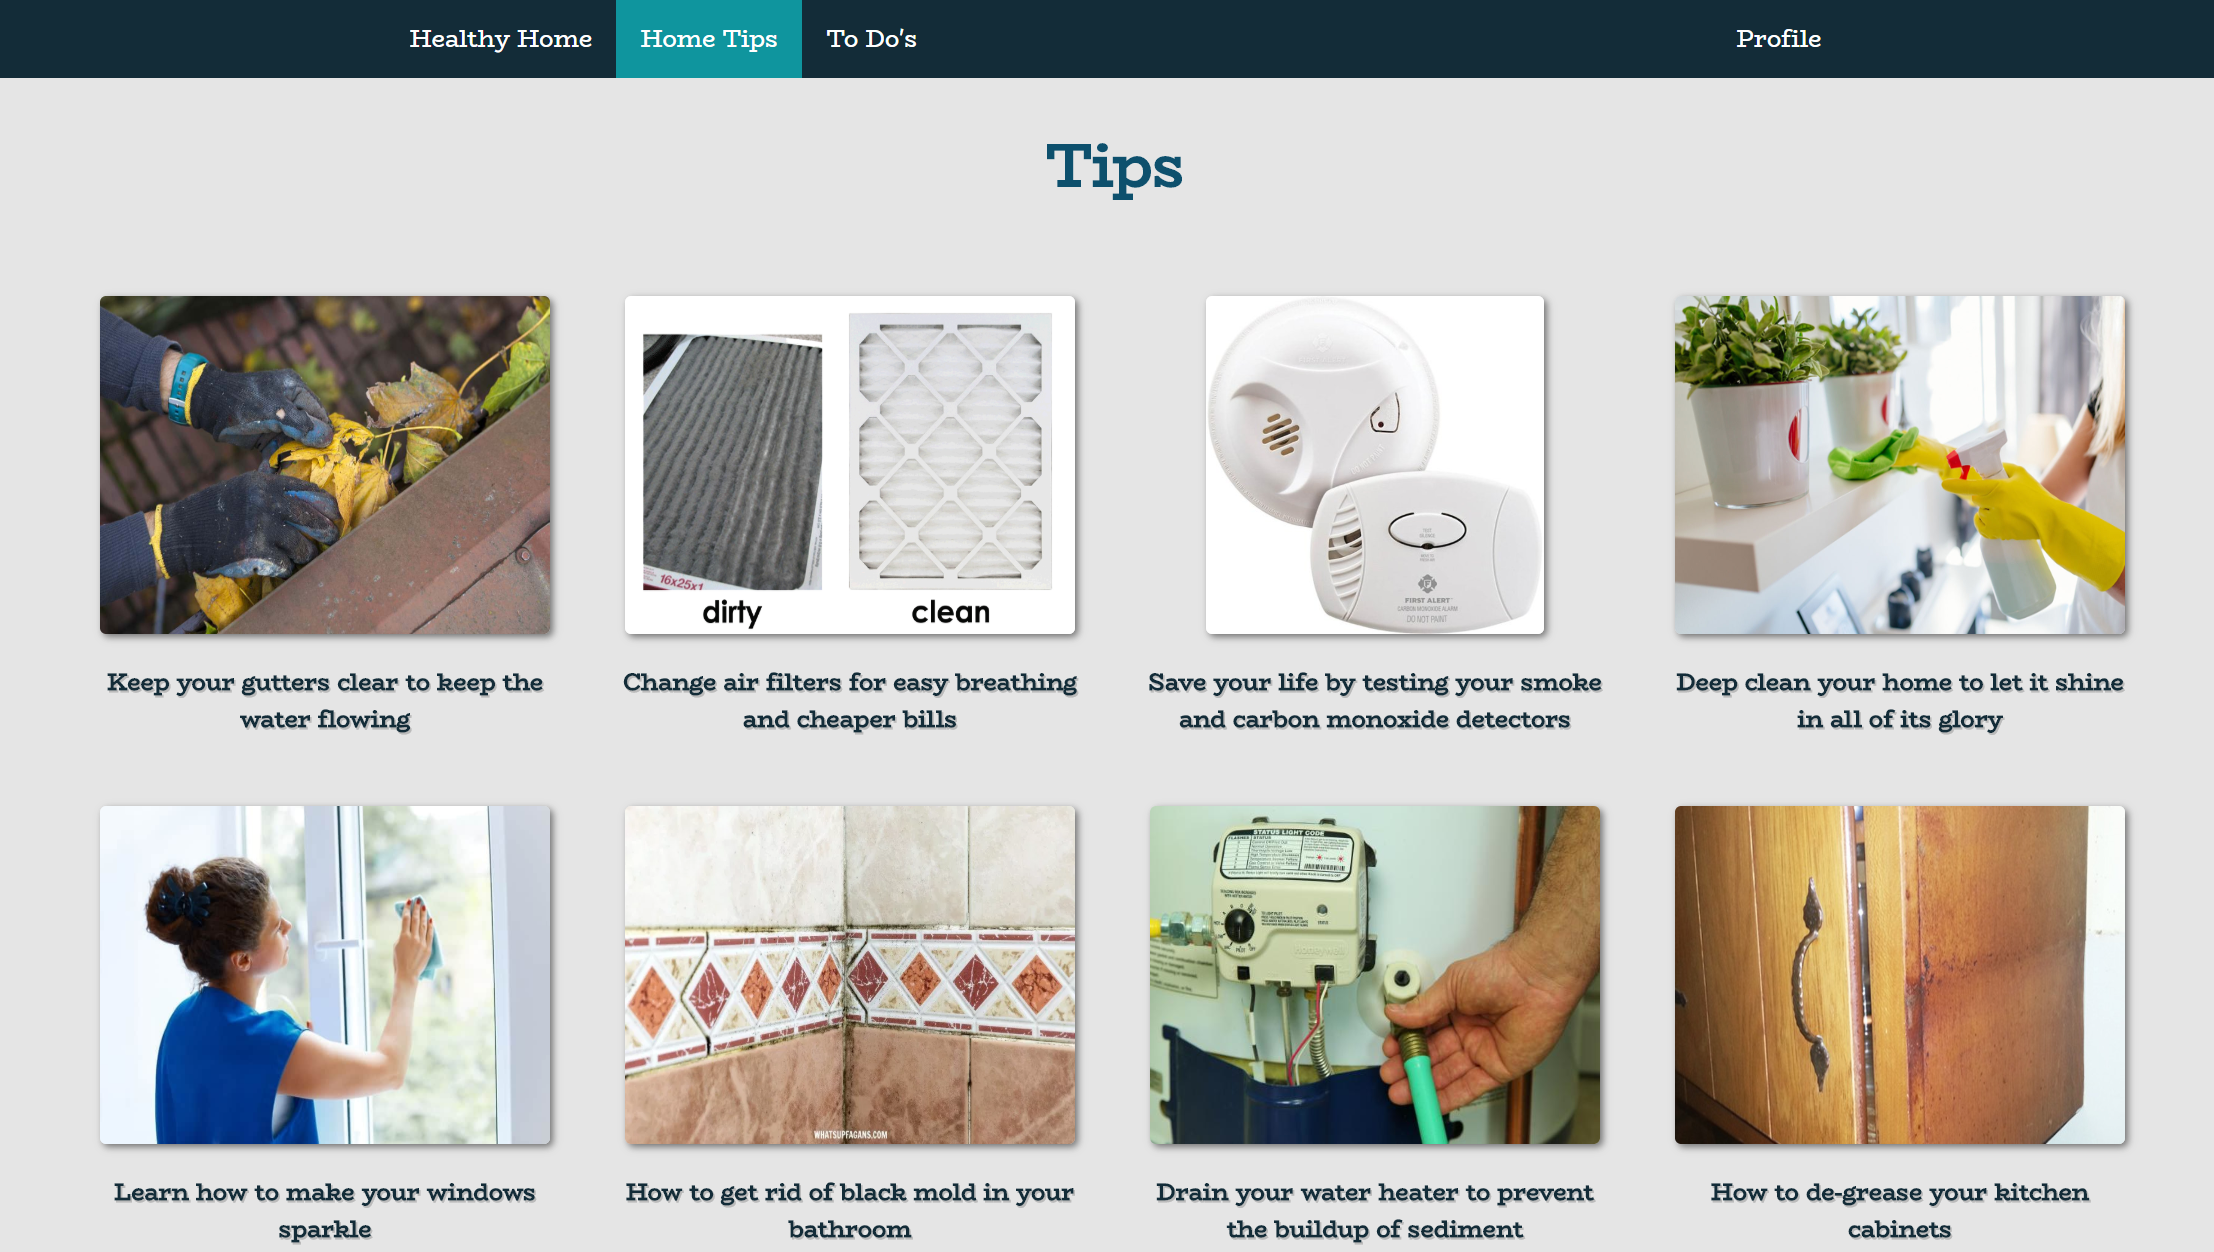 Healthy Home
Home Tips
To Do's
Profile
Tips
16x25x1
dirty
clean
FIRST ALERT
CARBON MONOXIDE ALARM
DO NOT PAINT
Keep your gutters clear to keep the
water flowing
Change air filters for easy breathing
and cheaper bills
Save your life by testing your smoke
and carbon monoxide detectors
Deep clean your home to let it shine
in all of its glory
STATUS LIGHT CODE
WHATSUPFAGANS.COM
Learn how to make your windows
sparkle
How to get rid of black mold in your
bathroom
Drain your water heater to prevent
the buildup of sediment
How to de-grease your kitchen
cabinets